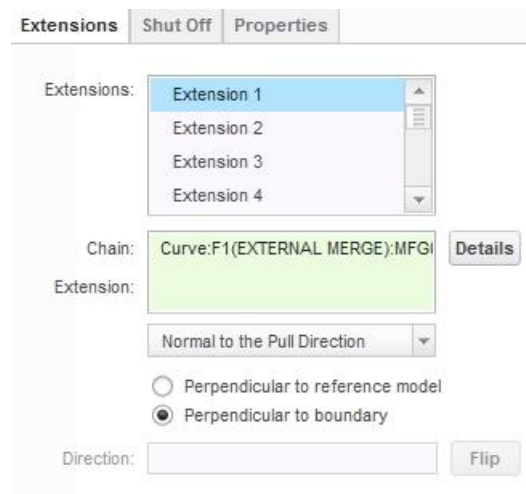 Extensions Shut Off Properties
Extensions: Extension 1
Extension 2
Extension 3
Extension 4
Chain: Curve:F1(EXTERNAL MERGE):MFG Details
Extension:
Normal to the Pull Direction
Perpendicular to reference model
Perpendicular to boundary
Direction: Flip